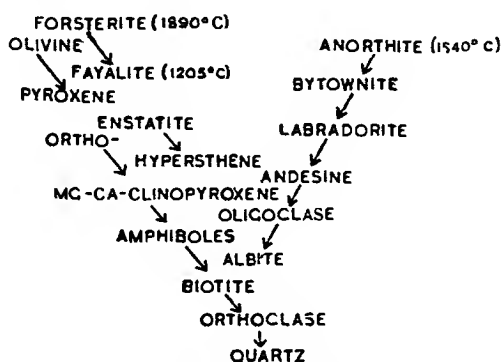 FORSTERITE (1890°C)
OLIVINE
ANORTHITE (1540° C)
FAYALITE (1205°C)
BYTOWNITE
PYROXENE
ENSTATITE
LABRADORITE
ORTHO-
HYPERSTHENE
ANDESINE
MG-CA-CLINOPYROXENE
OLIGOCLASE
AMPHIBOLES
ALBITE
BIOTITE
ORTHOCLASE
QUARTZ